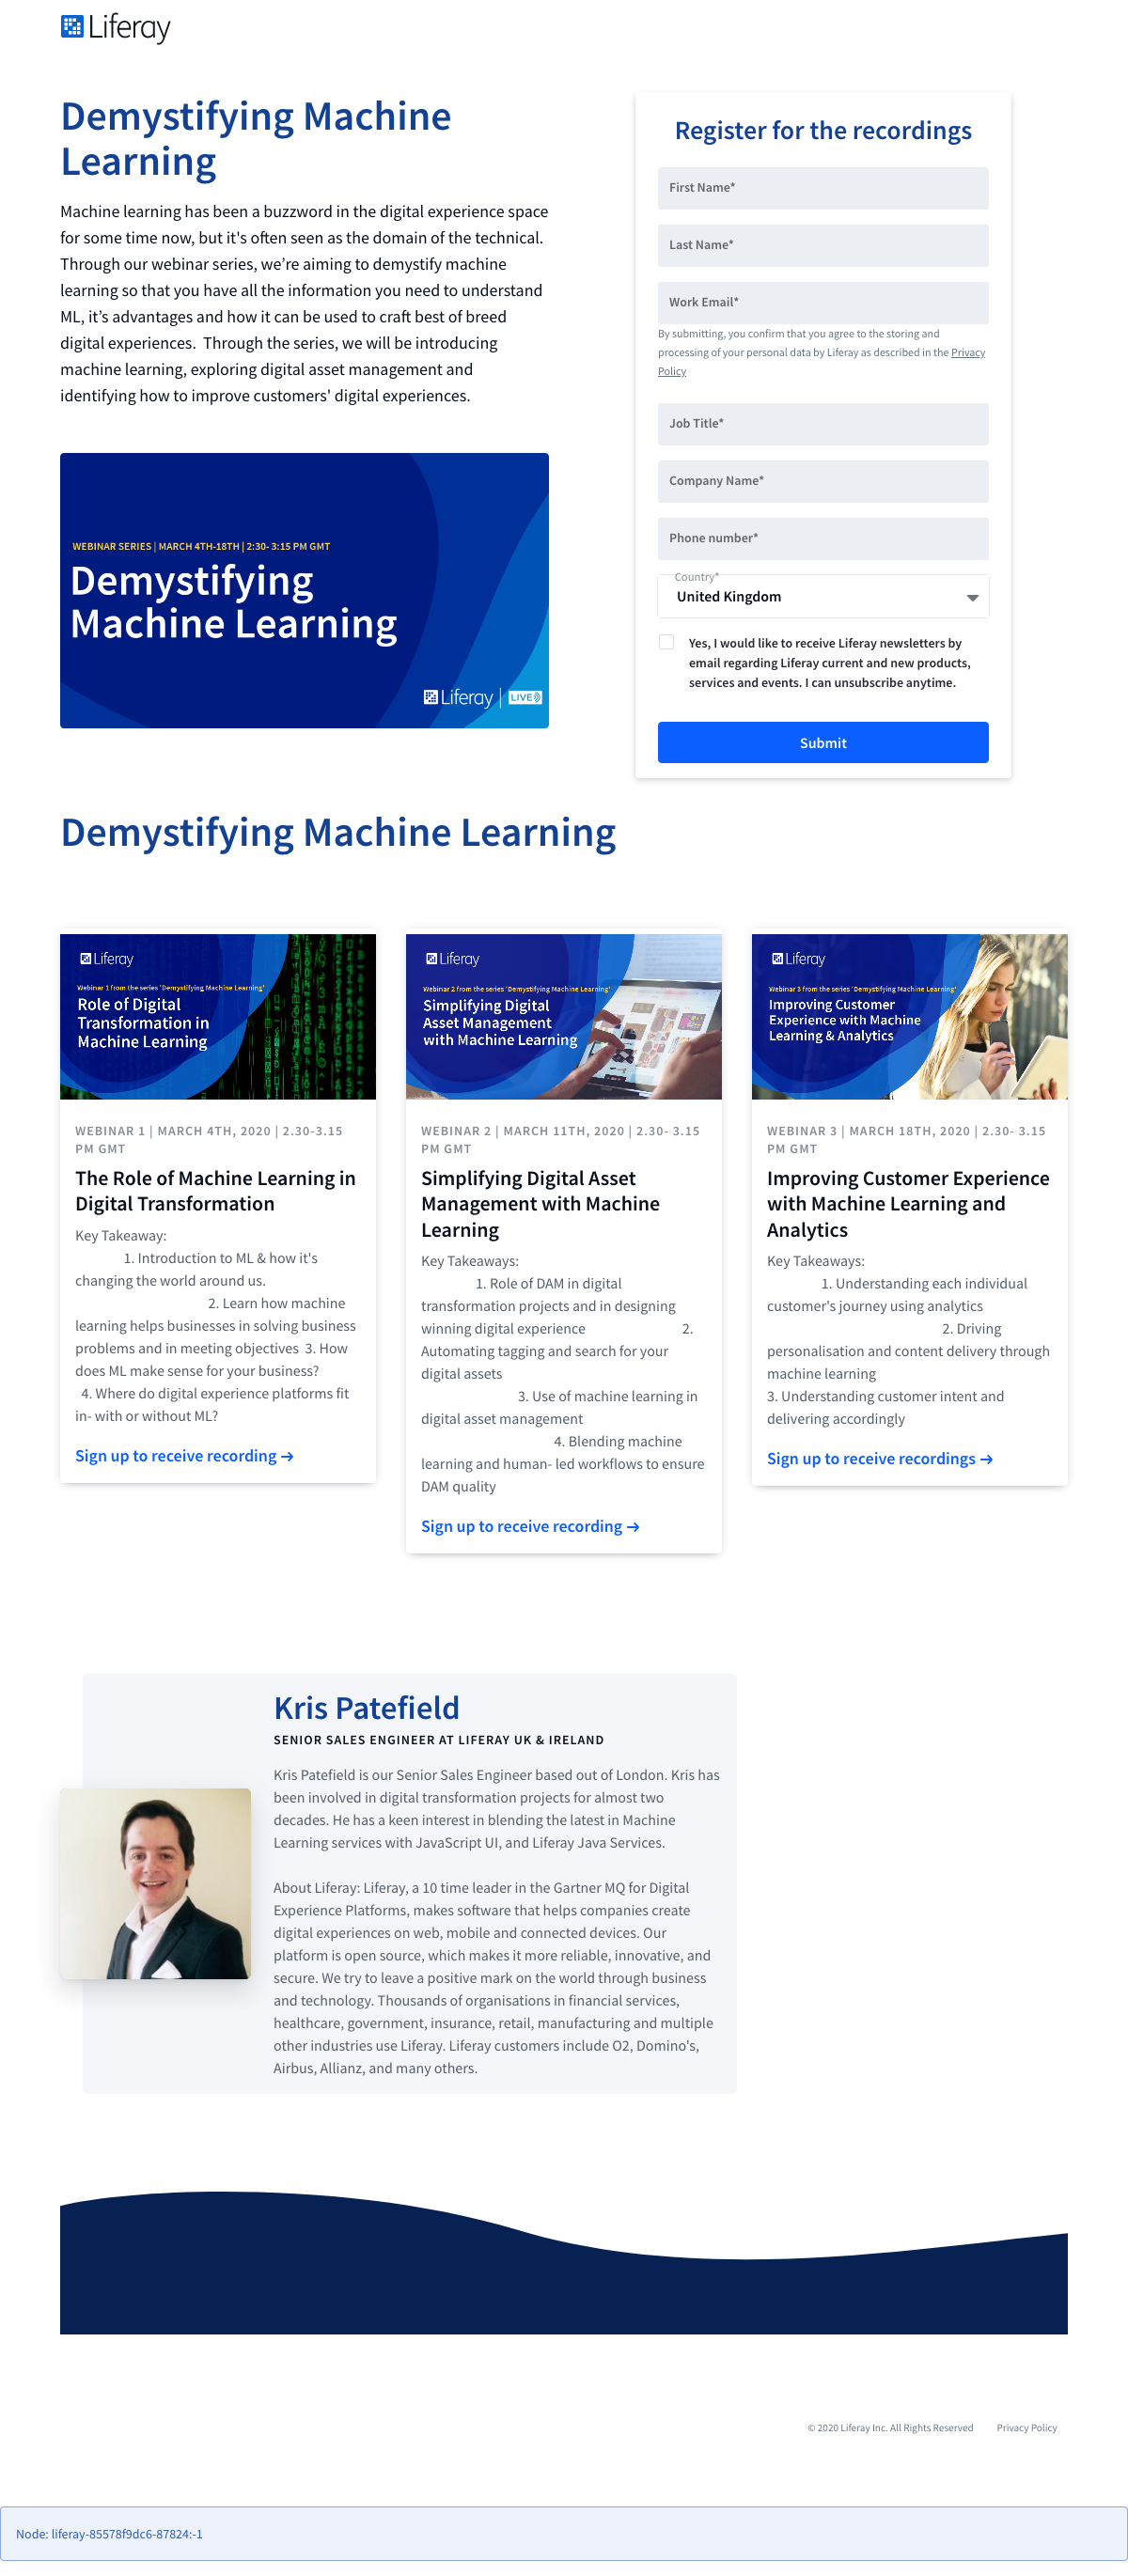 Liferay
Demystifying Machine
Learning
Machine learning has been a buzzword in the digital experience space
for some time now, but it's often seen as the domain of the technical.
Through our webinar series, we’re aiming to demystify machine
learning so that you have all the information you need to understand
ML, it’s advantages and how it can be used to craft best of breed
digital experiences.  Through the series, we will be introducing
machine learning, exploring digital asset management and
identifying how to improve customers' digital experiences.
WEBINAR SERIES | MARCH 4TH-18TH | 2:30- 3:15 PM GMT
Demystifying
Machine Learning
Liferay | LIVE
Register for the recordings
First Name*
Last Name*
Work Email*
By submitting, you confirm that you agree to the storing and
processing of your personal data by Liferay as described in the Privacy
Policy
Job Title*
Company Name*
Phone number*
Country*
United Kingdom
Yes, I would like to receive Liferay newsletters by
email regarding Liferay current and new products,
services and events. I can unsubscribe anytime.
Submit
Demystifying Machine Learning
Liferay
Webinar 1 from the series 'Demystifying Machine Learning'
Role of Digital
Transformation in
Machine Learning
WEBINAR 1 | MARCH 4TH, 2020 | 2.30-3.15
PM GMT
The Role of Machine Learning in
Digital Transformation
Key Takeaway:
1. Introduction to ML & how it's
changing the world around us.
2. Learn how machine
learning helps businesses in solving business
problems and in meeting objectives  3. How
does ML make sense for your business?
4. Where do digital experience platforms fit
in- with or without ML?
Sign up to receive recording →
Liferay
Webinar 2 from the series 'Demystifying Machine Learning'
Simplifying Digital
Asset Management
with Machine Learning
WEBINAR 2 | MARCH 11TH, 2020 | 2.30- 3.15
PM GMT
Simplifying Digital Asset
Management with Machine
Learning
Key Takeaways:
1. Role of DAM in digital
transformation projects and in designing
winning digital experience 2.
Automating tagging and search for your
digital assets
3. Use of machine learning in
digital asset management
4. Blending machine
learning and human- led workflows to ensure
DAM quality
Sign up to receive recording →
Liferay
Webinar 3 from the series 'Demystifying Machine Learning'
Improving Customer
Experience with Machine
Learning & Analytics
WEBINAR 3 | MARCH 18TH, 2020 | 2.30- 3.15
PM GMT
Improving Customer Experience
with Machine Learning and
Analytics
Key Takeaways:
1. Understanding each individual
customer's journey using analytics
2. Driving
personalisation and content delivery through
machine learning
3. Understanding customer intent and
delivering accordingly
Sign up to receive recordings →
Kris Patefield
SENIOR SALES ENGINEER AT LIFERAY UK & IRELAND
Kris Patefield is our Senior Sales Engineer based out of London. Kris has
been involved in digital transformation projects for almost two
decades. He has a keen interest in blending the latest in Machine
Learning services with JavaScript UI, and Liferay Java Services.
About Liferay: Liferay, a 10 time leader in the Gartner MQ for Digital
Experience Platforms, makes software that helps companies create
digital experiences on web, mobile and connected devices. Our
platform is open source, which makes it more reliable, innovative, and
secure. We try to leave a positive mark on the world through business
and technology. Thousands of organisations in financial services,
healthcare, government, insurance, retail, manufacturing and multiple
other industries use Liferay. Liferay customers include O2, Domino's,
Airbus, Allianz, and many others.
© 2020 Liferay Inc. All Rights Reserved Privacy Policy
Node: liferay-85578f9dc6-87824:-1